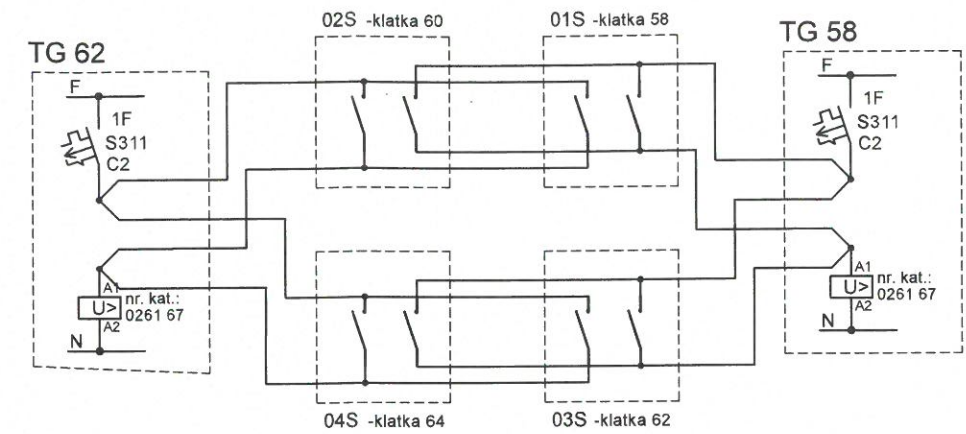 02S -klatka 60
01S -klatka 58
TG 62
TG 58
F
1F
S311
C2
F
1F
S311
C2
A1
U>
A2
nr. kat.:
0261 67
N
A1
U>
A2
nr. kat.:
0261 67
N
04S -klatka 64
03S -klatka 62